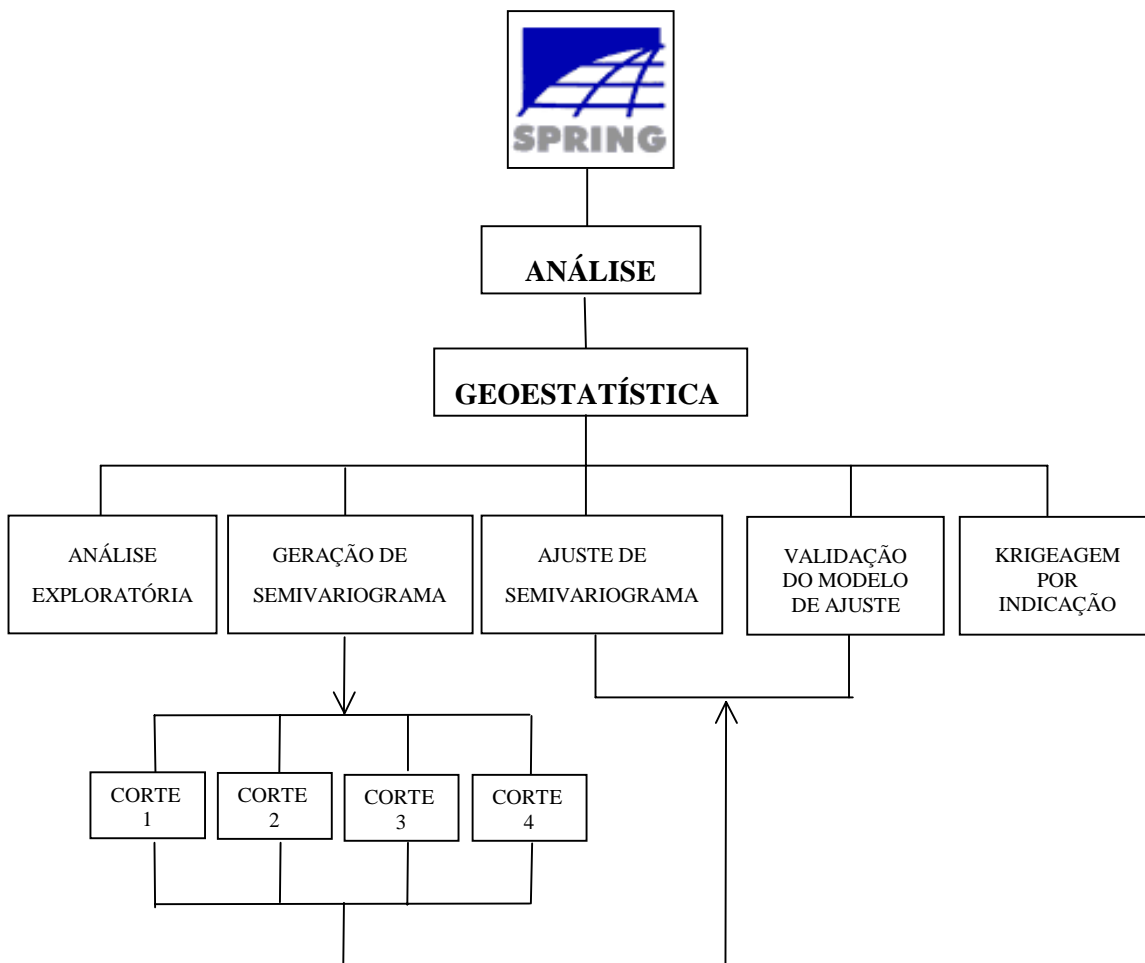 SPRING
ANÁLISE
GEOESTATÍSTICA
ANÁLISE
EXPLORATÓRIA
GERAÇÃO DE
SEMIVARIOGRAMA
AJUSTE DE
SEMIVARIOGRAMA
VALIDAÇÃO
DO MODELO
DE AJUSTE
KRIGEAGEM
POR
INDICAÇÃO
CORTE
1
CORTE
2
CORTE
3
CORTE
4